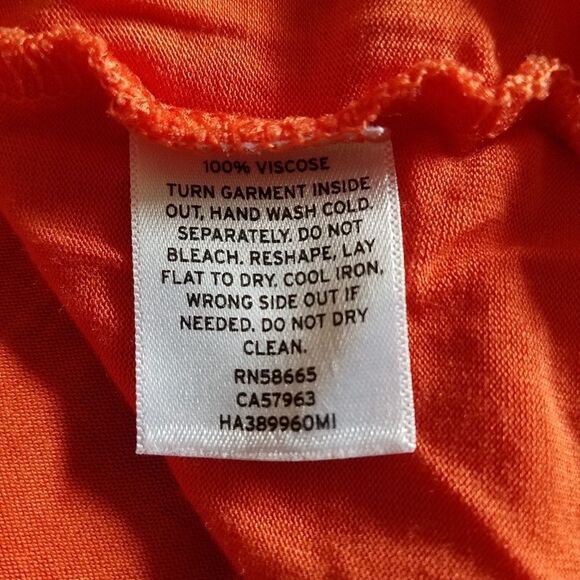 100% VISCOSE
TURN GARMENT INSIDE
OUT, HAND WASH COLD.
SEPARATELY. DO NOT
BLEACH. RESHAPE, LAY
FLAT TO DRY. COOL IRON,
WRONG SIDE OUT IF
NEEDED. DO NOT DRY
CLEAN.
RN58665
CA57963
HA389960MI